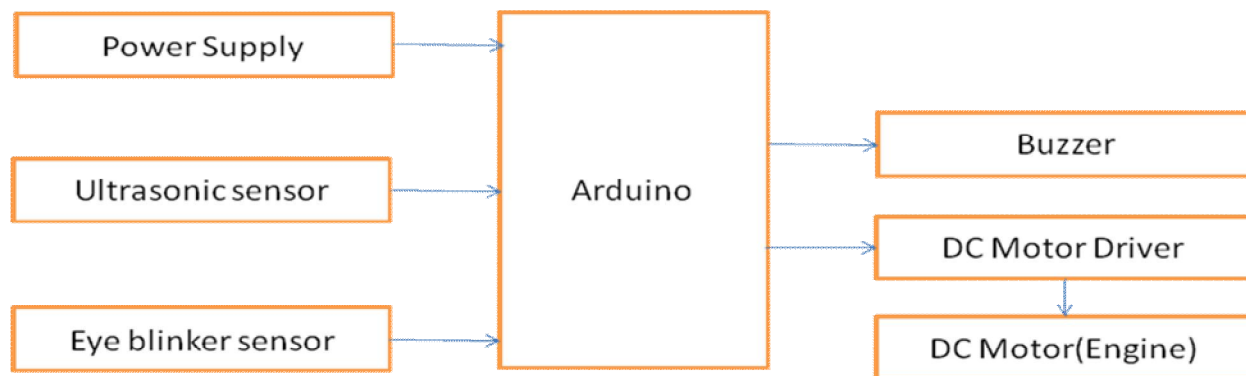 Power Supply
Ultrasonic sensor
Eye blinker sensor
Arduino
Buzzer
DC Motor Driver
DC Motor(Engine)